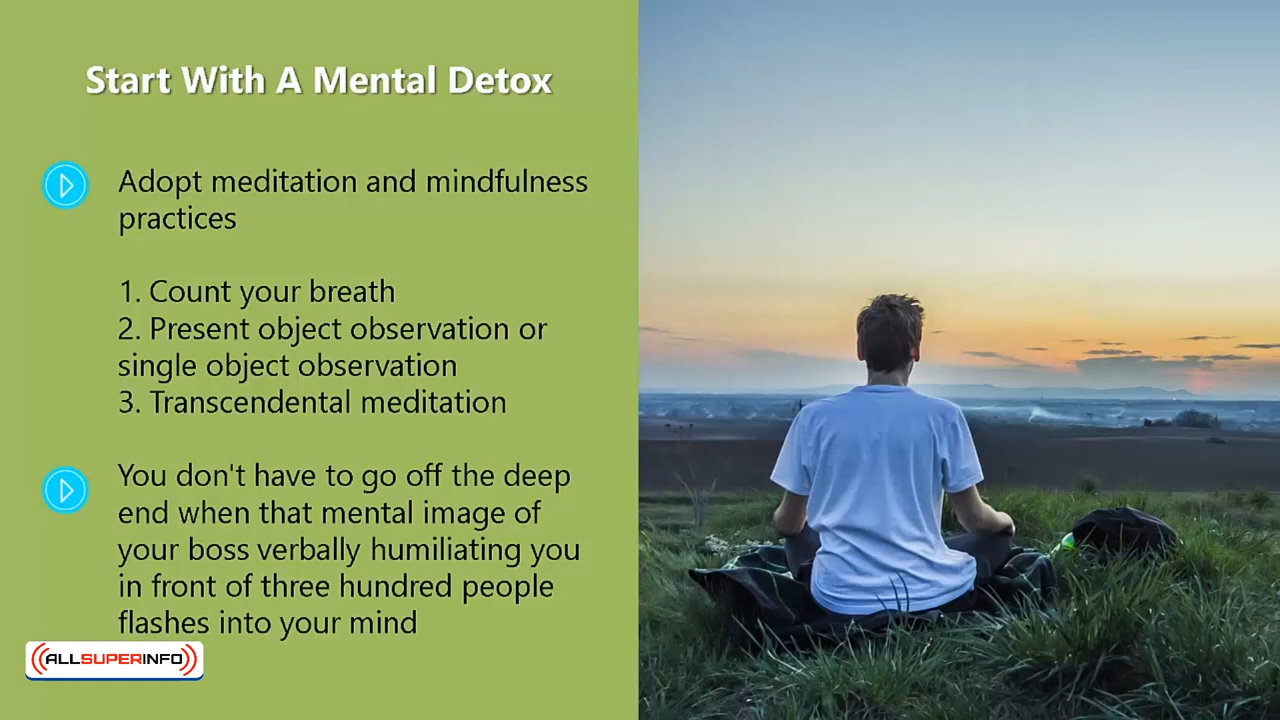 Start With A Mental Detox
Adopt meditation and mindfulness
practices
1. Count your breath
2. Present object observation or
single object observation
3. Transcendental meditation
You don't have to go off the deep
end when that mental image of
your boss verbally humiliating you
in front of three hundred people
flashes into your mind
ALLSUPERINFO